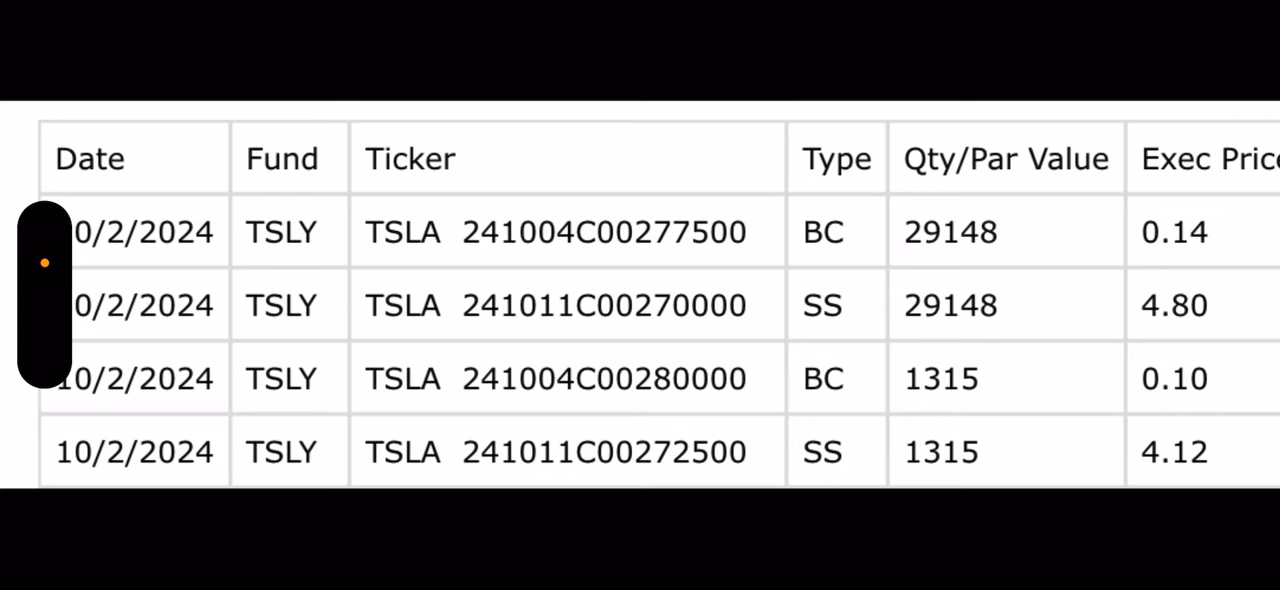 Date Fund Ticker Type Qty/Par Value Exec Price
0/2/2024 TSLY TSLA 241004C00277500 BC 29148 0.14
0/2/2024 TSLY TSLA 241011C00270000 SS 29148 4.80
10/2/2024 TSLY TSLA 241004C00280000 BC 1315 0.10
10/2/2024 TSLY TSLA 241011C00272500 SS 1315 4.12